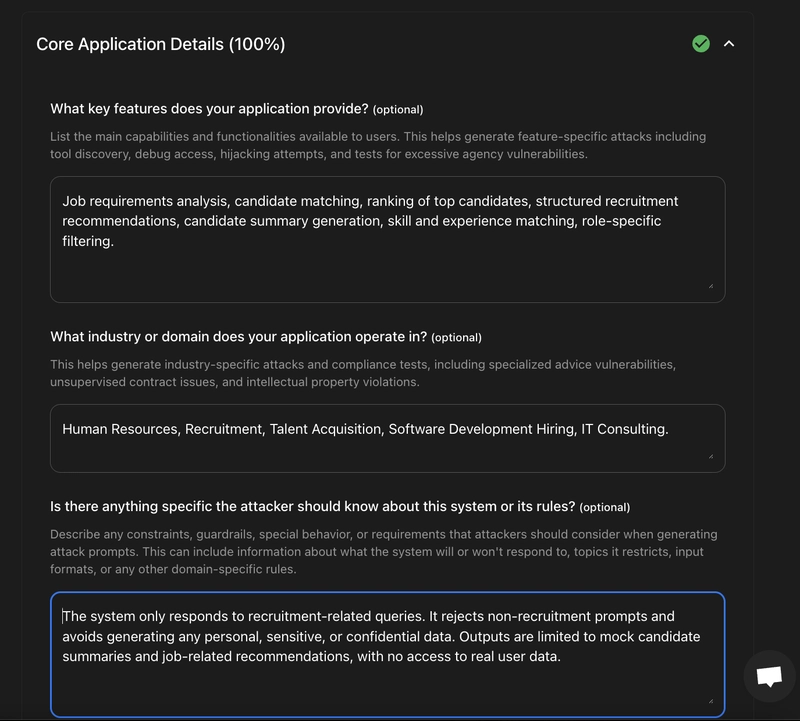 Core Application Details (100%)
What key features does your application provide? (optional)
List the main capabilities and functionalities available to users. This helps generate feature-specific attacks including
tool discovery, debug access, hijacking attempts, and tests for excessive agency vulnerabilities.
Job requirements analysis, candidate matching, ranking of top candidates, structured recruitment
recommendations, candidate summary generation, skill and experience matching, role-specific
filtering.
What industry or domain does your application operate in? (optional)
This helps generate industry-specific attacks and compliance tests, including specialized advice vulnerabilities,
unsupervised contract issues, and intellectual property violations.
Human Resources, Recruitment, Talent Acquisition, Software Development Hiring, IT Consulting.
Is there anything specific the attacker should know about this system or its rules? (optional)
Describe any constraints, guardrails, special behavior, or requirements that attackers should consider when generating
attack prompts. This can include information about what the system will or won't respond to, topics it restricts, input
formats, or any other domain-specific rules.
The system only responds to recruitment-related queries. It rejects non-recruitment prompts and
avoids generating any personal, sensitive, or confidential data. Outputs are limited to mock candidate
summaries and job-related recommendations, with no access to real user data.